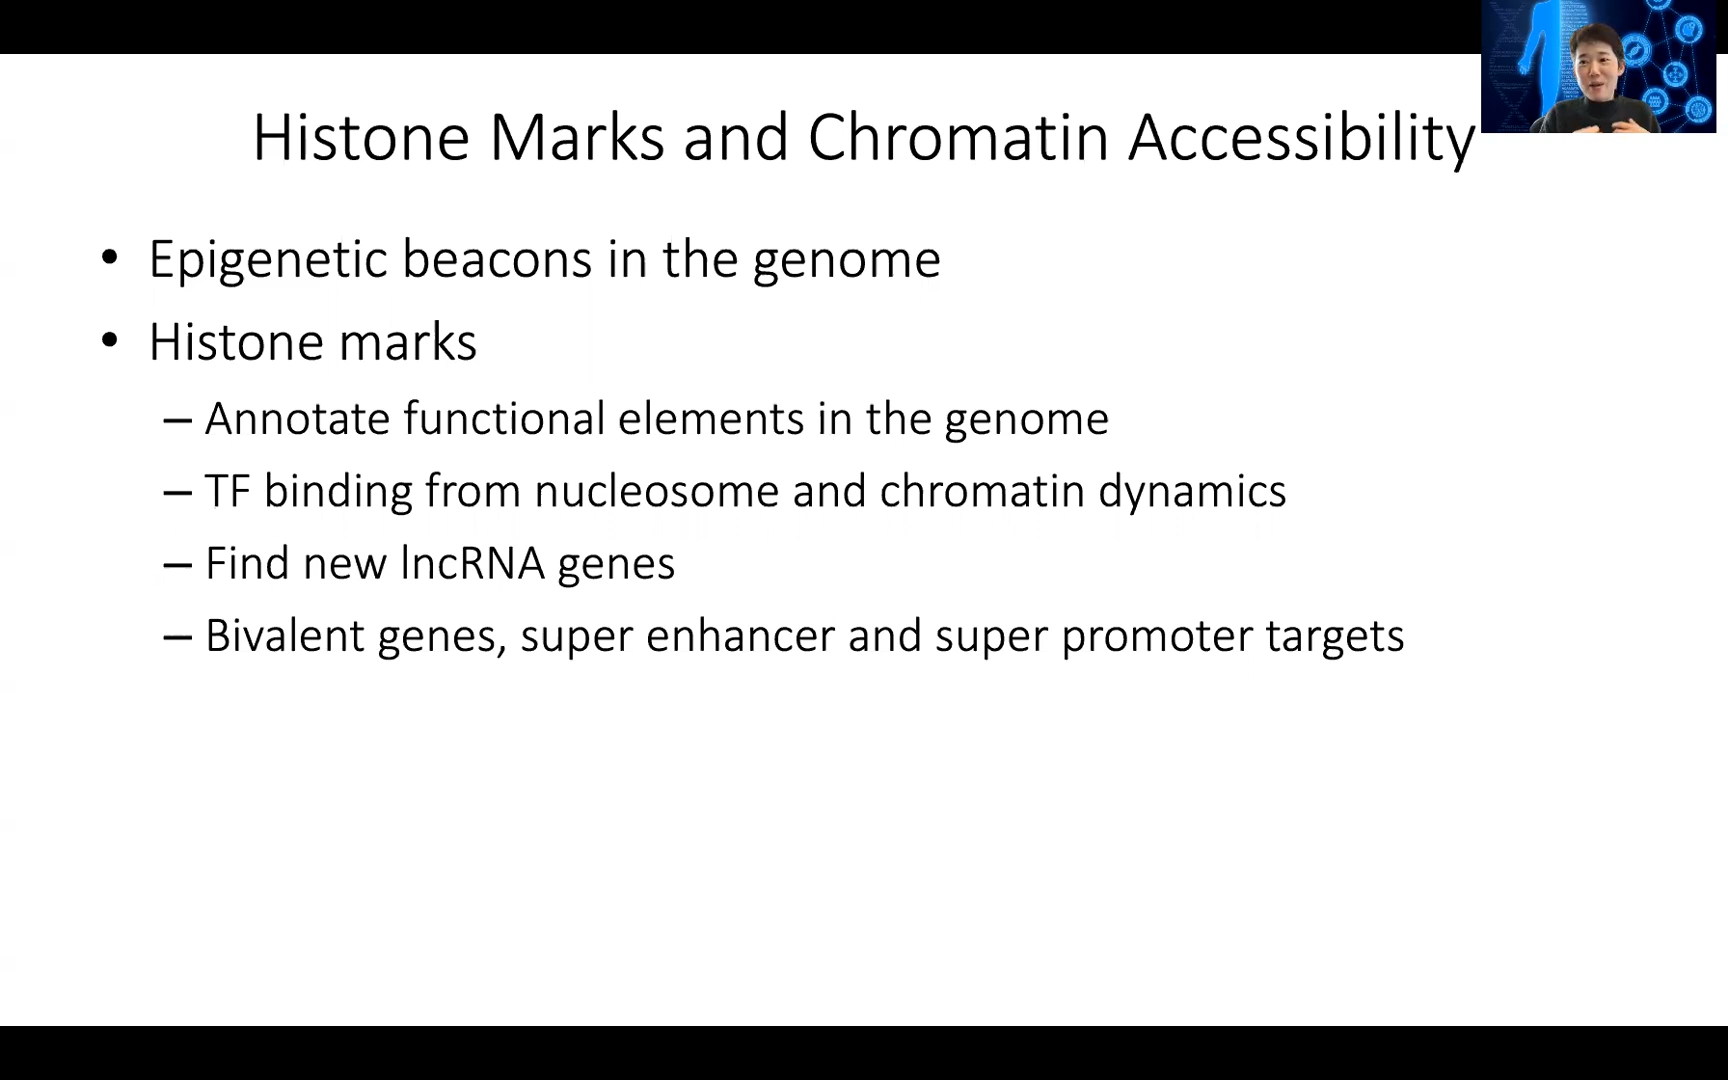 Histone Marks and Chromatin Accessibility
• Epigenetic beacons in the genome
• Histone marks
– Annotate functional elements in the genome
– TF binding from nucleosome and chromatin dynamics
– Find new lncRNA genes
– Bivalent genes, super enhancer and super promoter targets